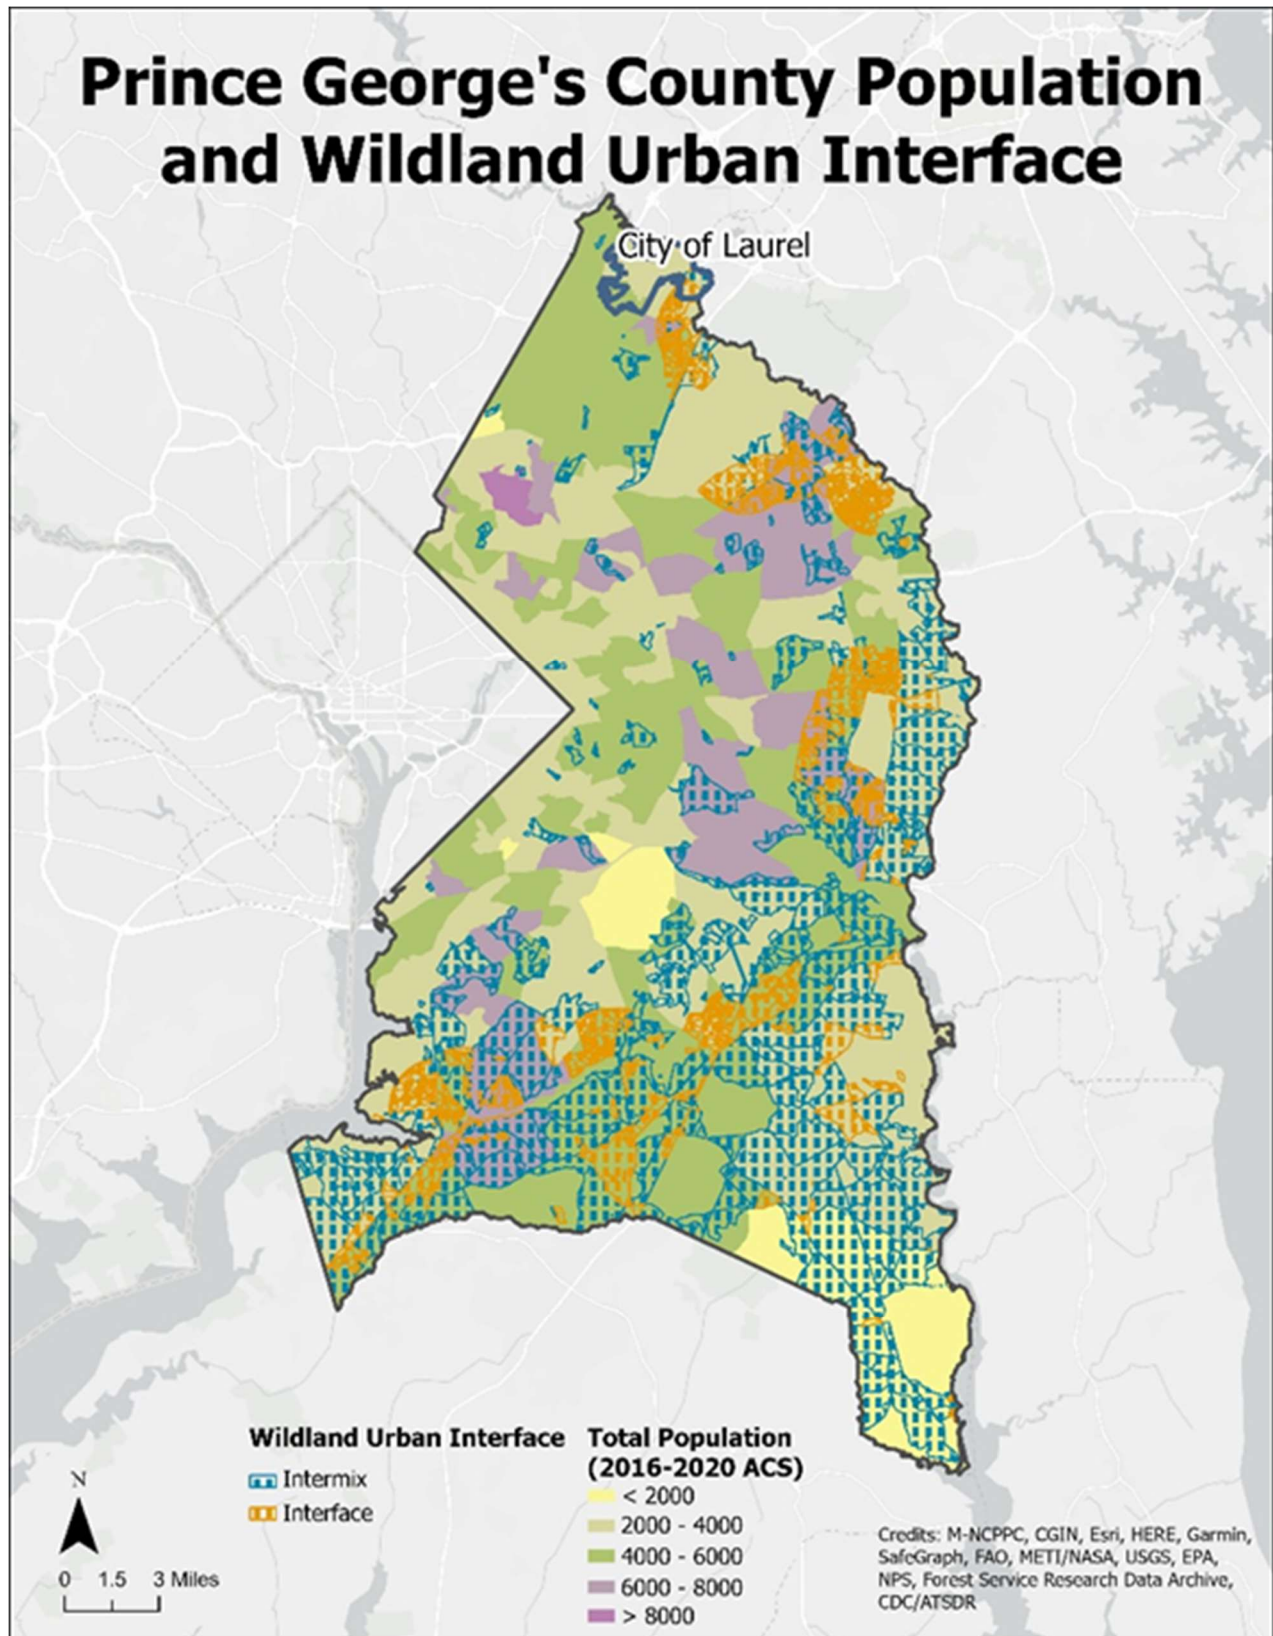 Prince George's County Population
and Wildland Urban Interface
City of Laurel
Wildland Urban Interface
Intermix
Interface
Total Population
(2016-2020 ACS)
< 2000
2000 - 4000
4000 - 6000
6000 - 8000
> 8000
N
0 1.5 3 Miles
Credits: M-NCPPC, CGIN, Esri, HERE, Garmin,
SafeGraph, FAO, METI/NASA, USGS, EPA,
NPS, Forest Service Research Data Archive,
CDC/ATSDR